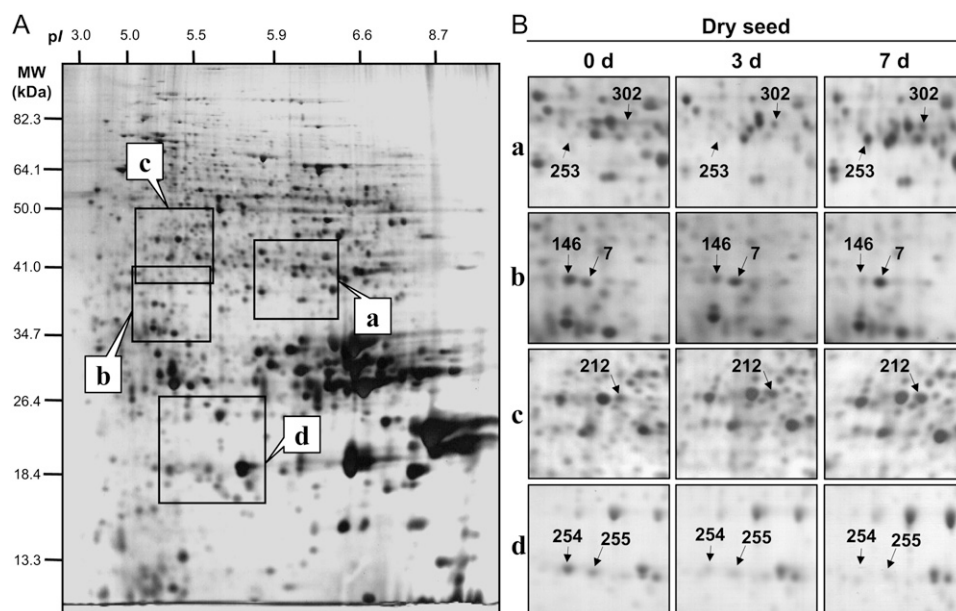 A
pI 3.0 5.0 5.5 5.9 6.6 8.7
MW
(kDa)
82.3
64.1
50.0
41.0
34.7
26.4
18.4
13.3
c
a
b
d
B
Dry seed
0 d 3 d 7 d
a
302 302 302
253 253 253
b
146 7 146 7 146 7
c
212 212 212
d
254 255 254 255 254 255